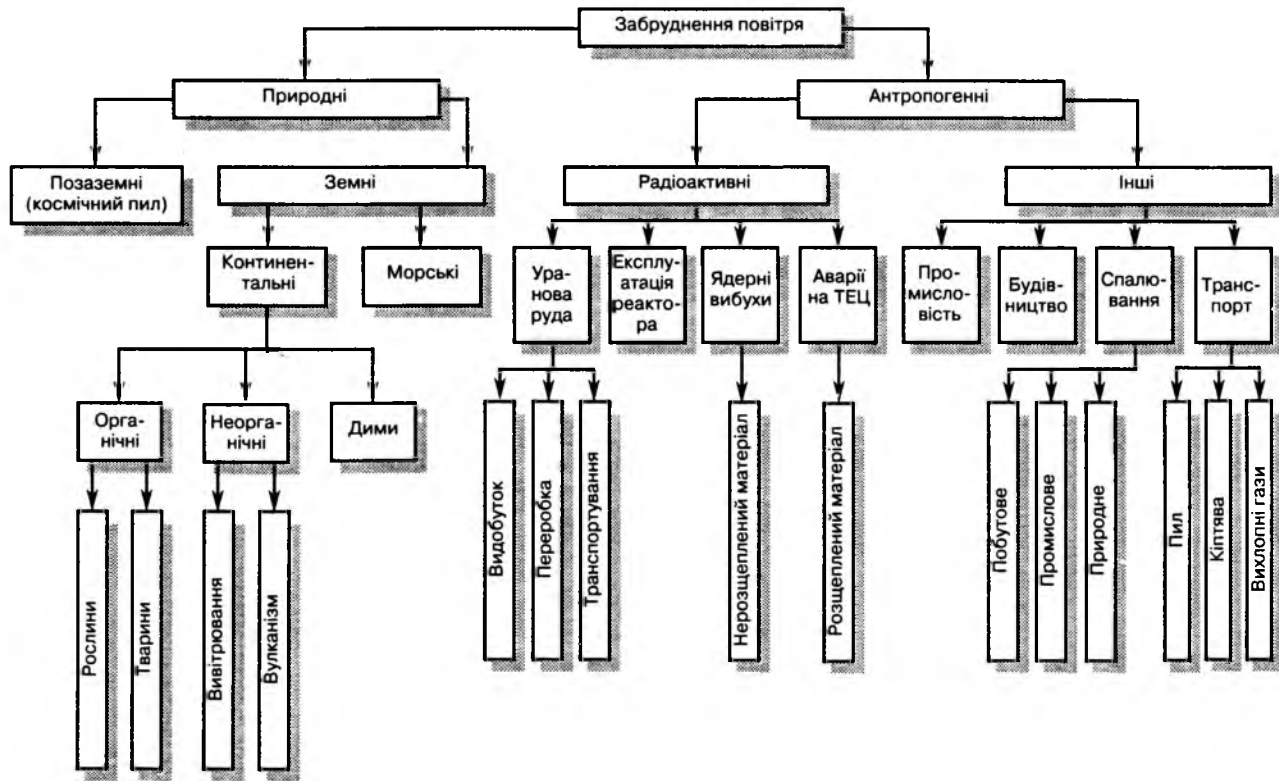 Забруднення повітря
Природні
Антропогенні
Позаземні
(космічний пил)
Земні
Радіоактивні
Інші
Континен-
тальні
Морські
Ура-
нова
руда
Експлу-
атація
реакто-
ра
Ядерні
вибухи
Аварії
на ТЕЦ
Про-
мисло-
вість
Будів-
ництво
Спалю-
вання
Транс-
порт
Орга-
нічні
Неорга-
нічні
Дими
Рослини
Тварини
Вивітрювання
Вулканізм
Видобуток
Переробка
Транспортування
Нерозщеплений матеріал
Розщеплений матеріал
Побутове
Промислове
Природне
Пил
Кіптява
Вихлопні гази